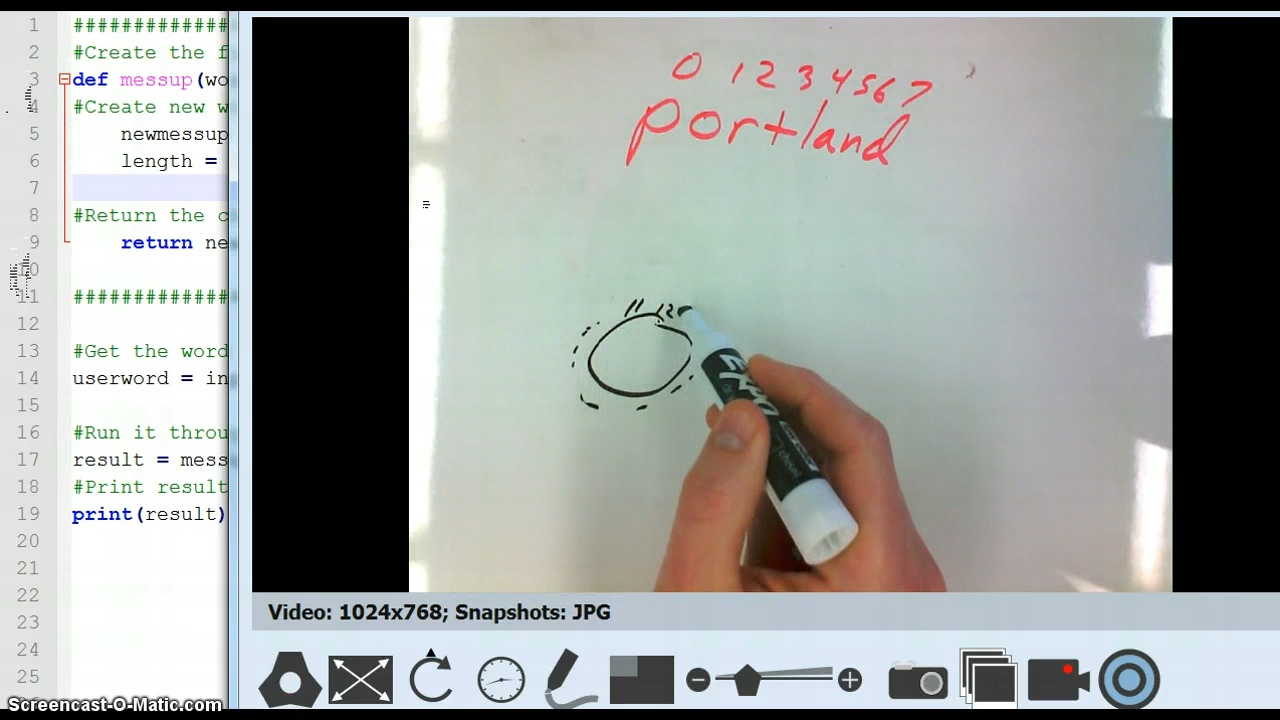 1 #############
2 #Create the f
3 def messup(wo
4 #Create new w
5 newmessup
6 length =
7
8 #Return the c
9 return ne
10
11 #############
12
13 #Get the word
14 userword = in
15
16 #Run it throu
17 result = mess
18 #Print result
19 print(result)
20
21
22
23
24
25
0 1 2 3 4 5 6 7
portland
11 12
EXPO
Video: 1024x768; Snapshots: JPG
Screencast-O-Matic.com